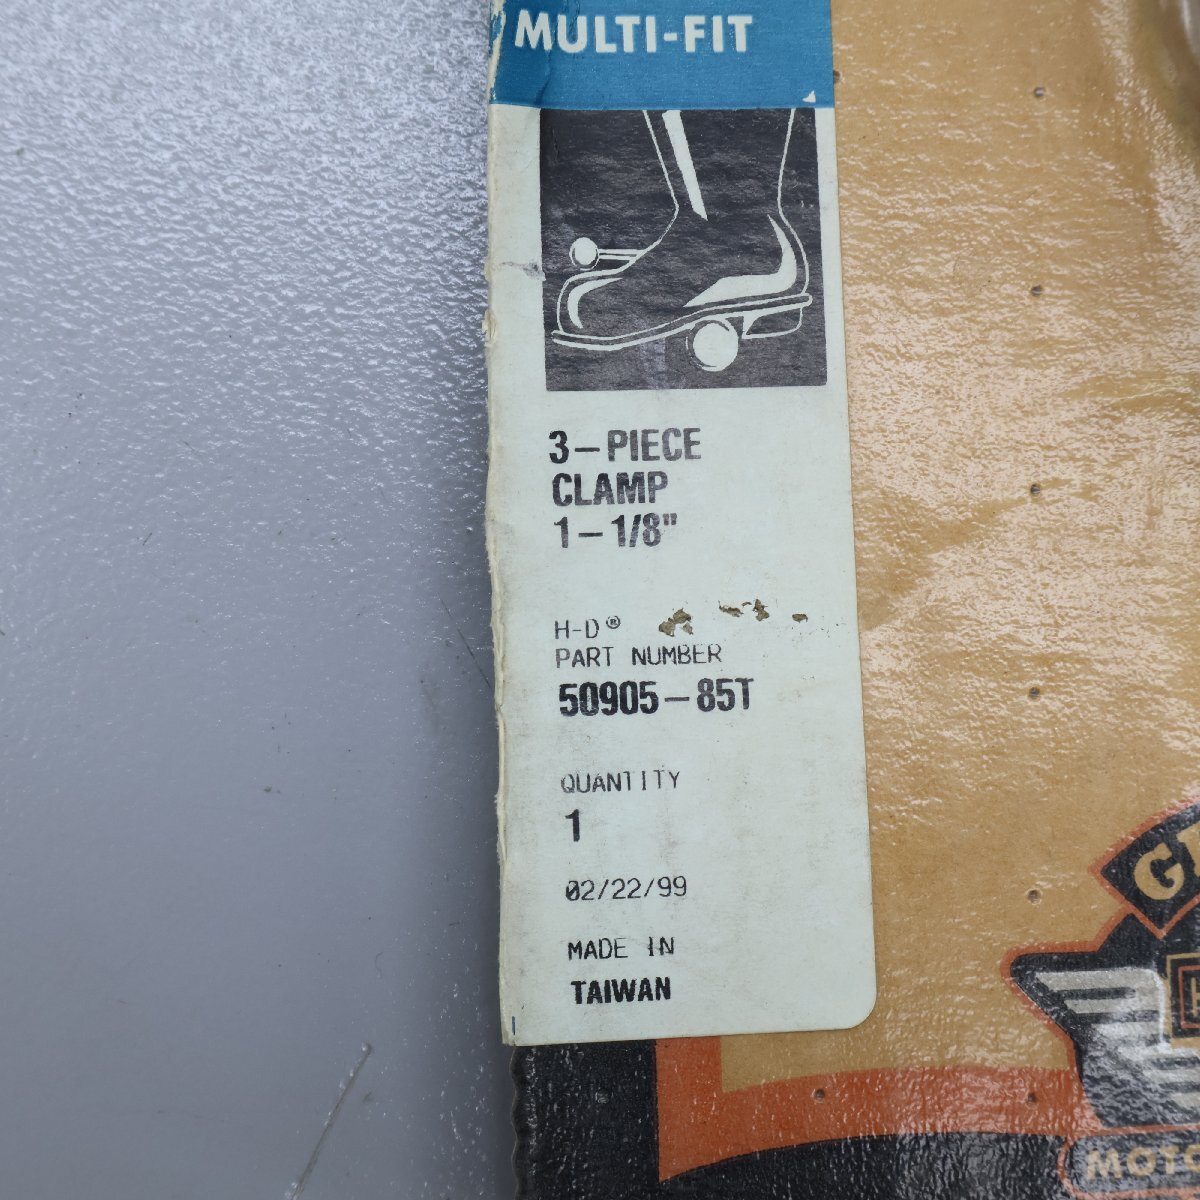 MULTI-FIT
3-PIECE
CLAMP
1-1/8"
H-D®
PART NUMBER
50905-85T
QUANTITY
1
02/22/99
MADE IN
TAIWAN